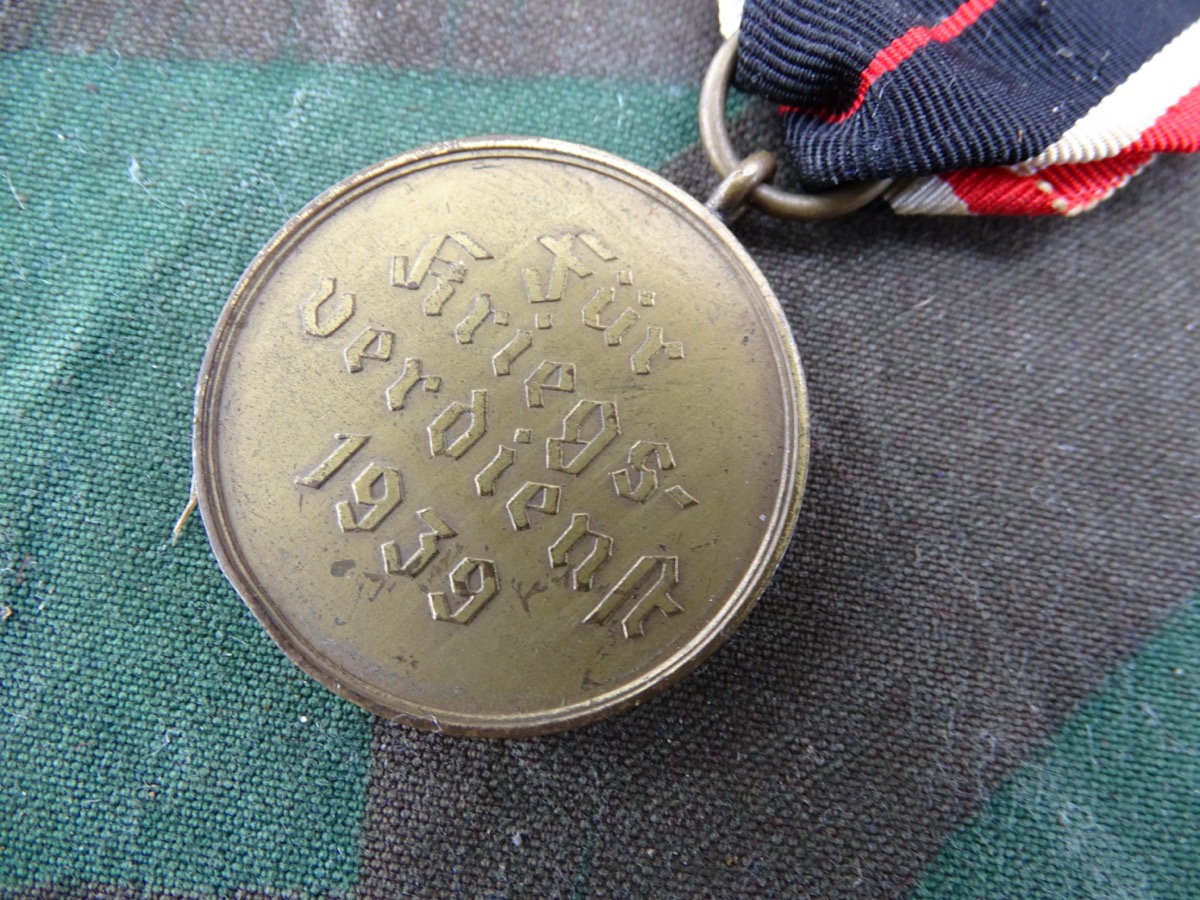 Für
Kriegs-
verdienst
1939